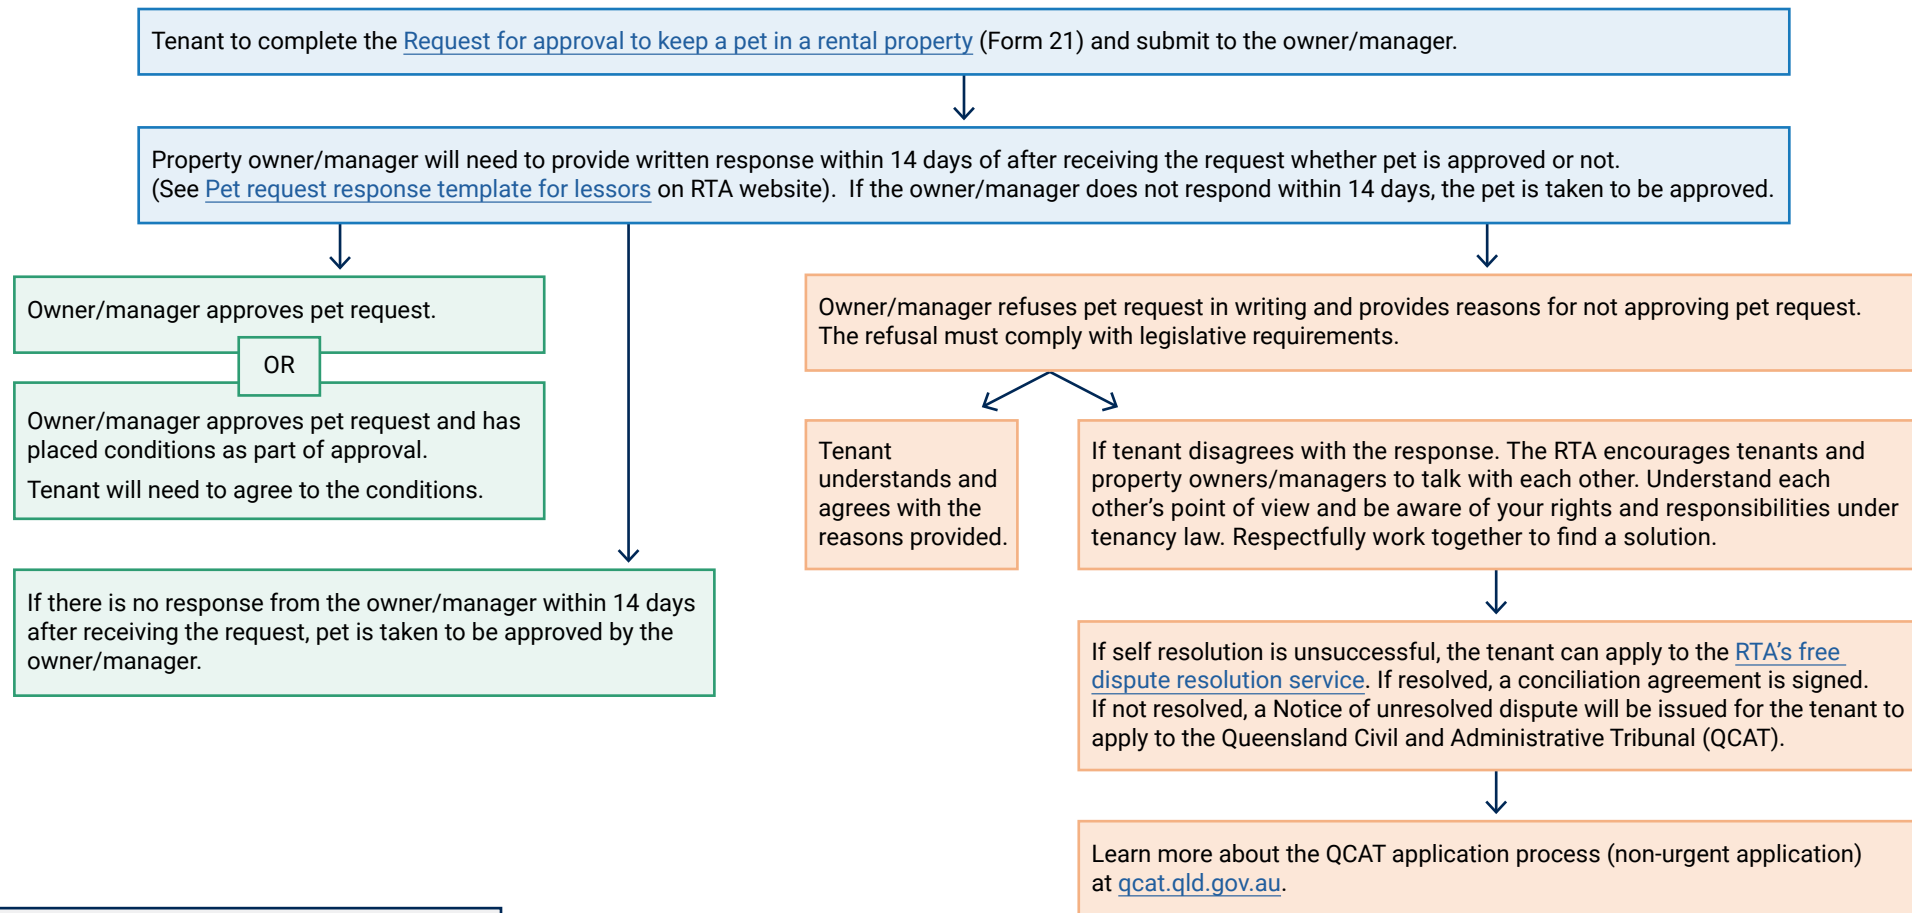 Tenant to complete the Request for approval to keep a pet in a rental property (Form 21) and submit to the owner/manager.
Property owner/manager will need to provide written response within 14 days of after receiving the request whether pet is approved or not.
(See Pet request response template for lessors on RTA website).  If the owner/manager does not respond within 14 days, the pet is taken to be approved.
Owner/manager approves pet request.
OR
Owner/manager approves pet request and has
placed conditions as part of approval.
Tenant will need to agree to the conditions.
If there is no response from the owner/manager within 14 days
after receiving the request, pet is taken to be approved by the
owner/manager.
Owner/manager refuses pet request in writing and provides reasons for not approving pet request.
The refusal must comply with legislative requirements.
Tenant
understands and
agrees with the
reasons provided.
If tenant disagrees with the response. The RTA encourages tenants and
property owners/managers to talk with each other. Understand each
other’s point of view and be aware of your rights and responsibilities under
tenancy law. Respectfully work together to find a solution.
If self resolution is unsuccessful, the tenant can apply to the RTA’s free
dispute resolution service. If resolved, a conciliation agreement is signed.
If not resolved, a Notice of unresolved dispute will be issued for the tenant to
apply to the Queensland Civil and Administrative Tribunal (QCAT).
Learn more about the QCAT application process (non-urgent application)
at qcat.qld.gov.au.